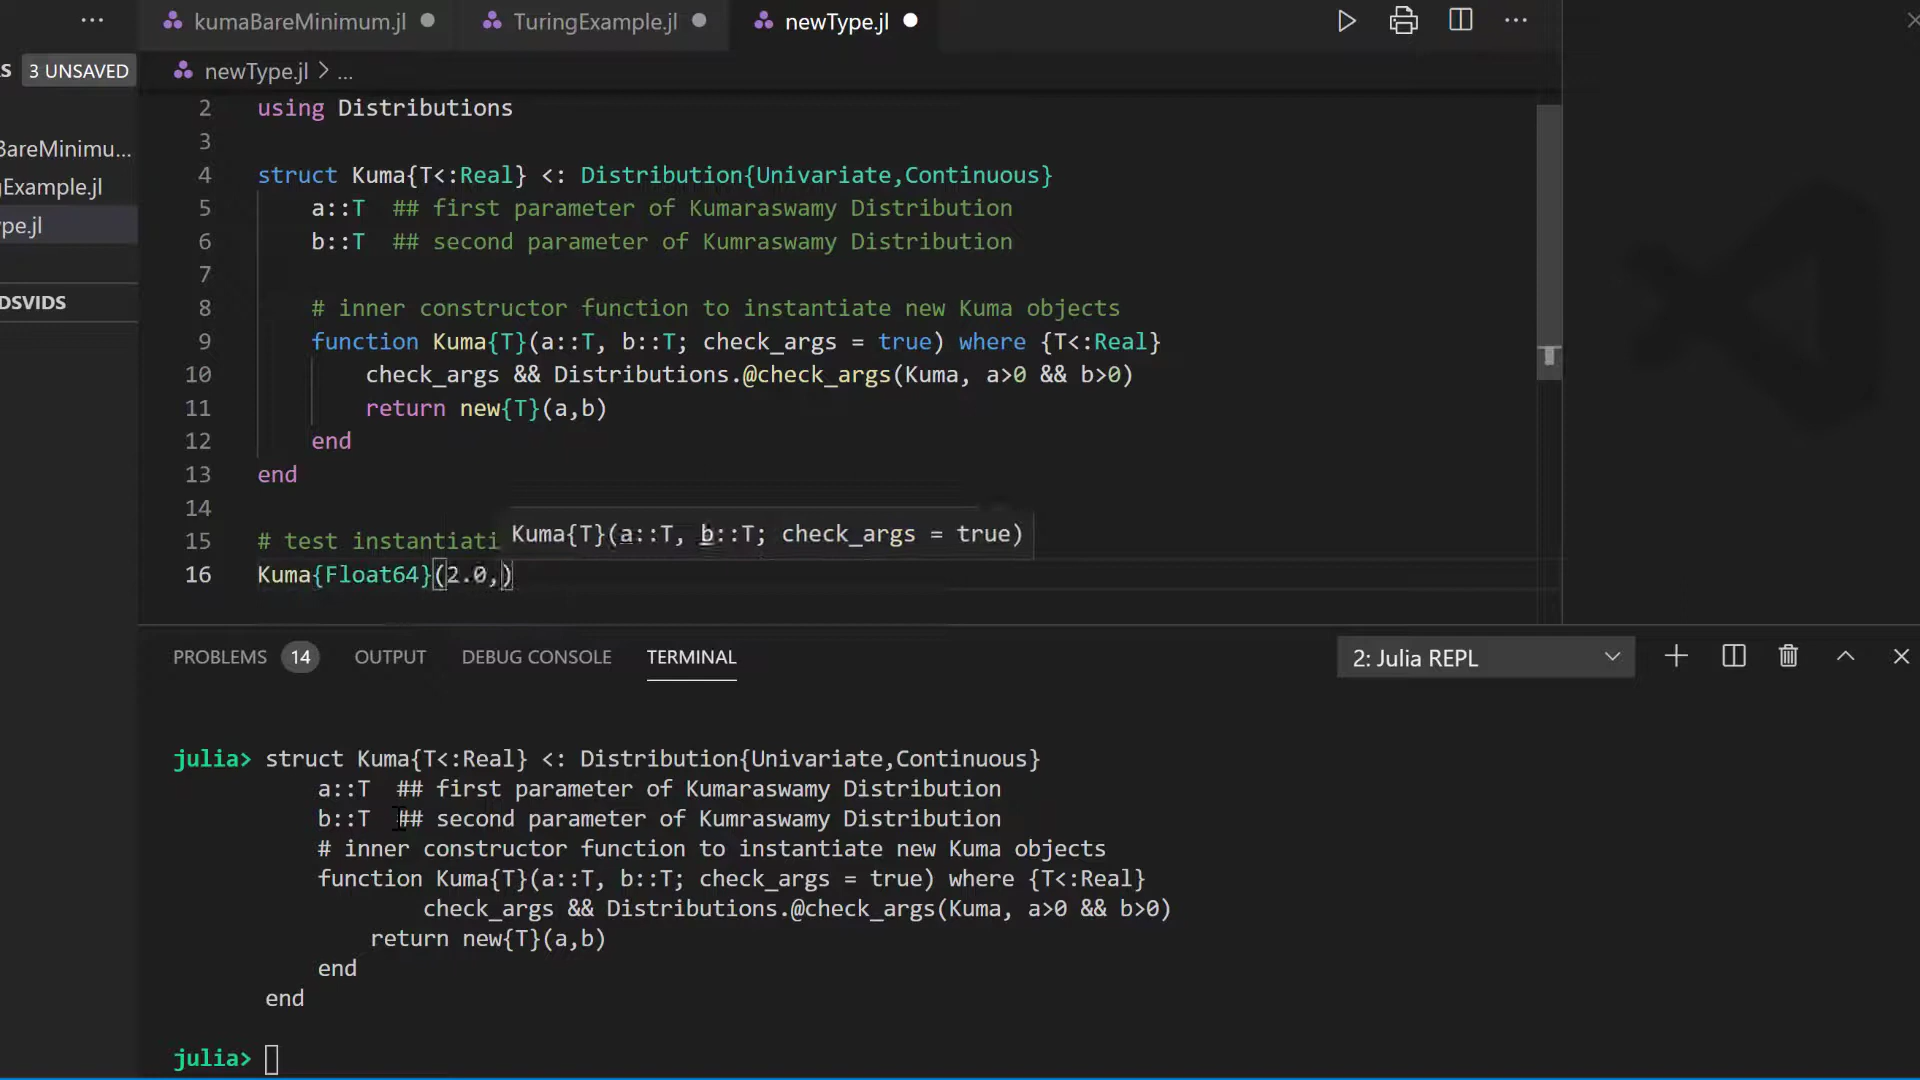 kumaBareMinimum.jl
TuringExample.jl
newType.jl
S 3 UNSAVED
newType.jl > ...
BareMinimu...
gExample.jl
ype.jl
DSVIDS
2 using Distributions
3
4 struct Kuma{T<:Real} <: Distribution{Univariate,Continuous}
5 a::T ## first parameter of Kumaraswamy Distribution
6 b::T ## second parameter of Kumraswamy Distribution
7
8 # inner constructor function to instantiate new Kuma objects
9 function Kuma{T}(a::T, b::T; check_args = true) where {T<:Real}
10 check_args && Distributions.@check_args(Kuma, a>0 && b>0)
11 return new{T}(a,b)
12 end
13 end
14
15 # test instantiati
Kuma{T}(a::T, b::T; check_args = true)
16 Kuma{Float64}(2.0,)
PROBLEMS 14 OUTPUT DEBUG CONSOLE TERMINAL 2: Julia REPL
julia> struct Kuma{T<:Real} <: Distribution{Univariate,Continuous}
a::T ## first parameter of Kumaraswamy Distribution
b::T ## second parameter of Kumraswamy Distribution
# inner constructor function to instantiate new Kuma objects
function Kuma{T}(a::T, b::T; check_args = true) where {T<:Real}
check_args && Distributions.@check_args(Kuma, a>0 && b>0)
return new{T}(a,b)
end
end
julia>